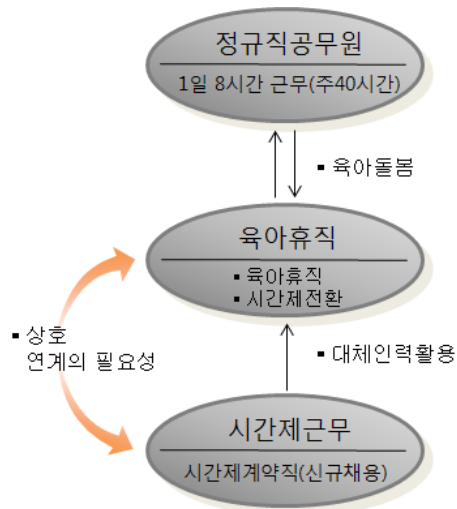 정규직공무원
1일 8시간 근무(주40시간)
▪ 육아돌봄
육아휴직
▪ 육아휴직
▪ 시간제전환
▪ 상호
연계의 필요성
▪ 대체인력활용
시간제근무
시간제계약직(신규채용)